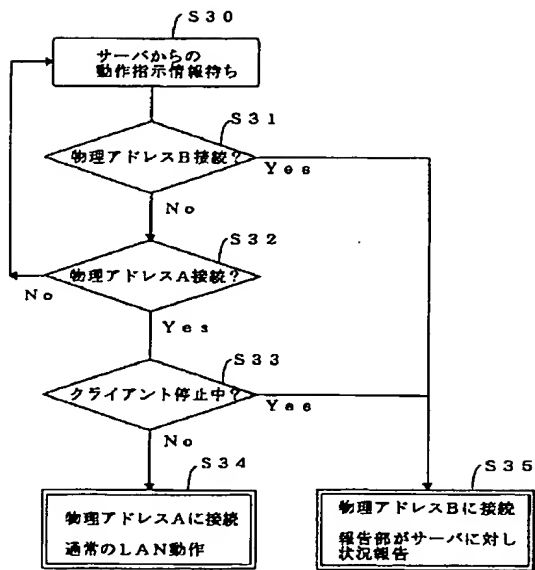 S30
サーバからの
動作指示情報待ち
S31
物理アドレスB接続?
Yes
No
S32
物理アドレスA接続?
No
Yes
S33
クライアント停止中?
Yes
No
S34
物理アドレスAに接続
通常のLAN動作
S35
物理アドレスBに接続
報告部がサーバに対し
状況報告